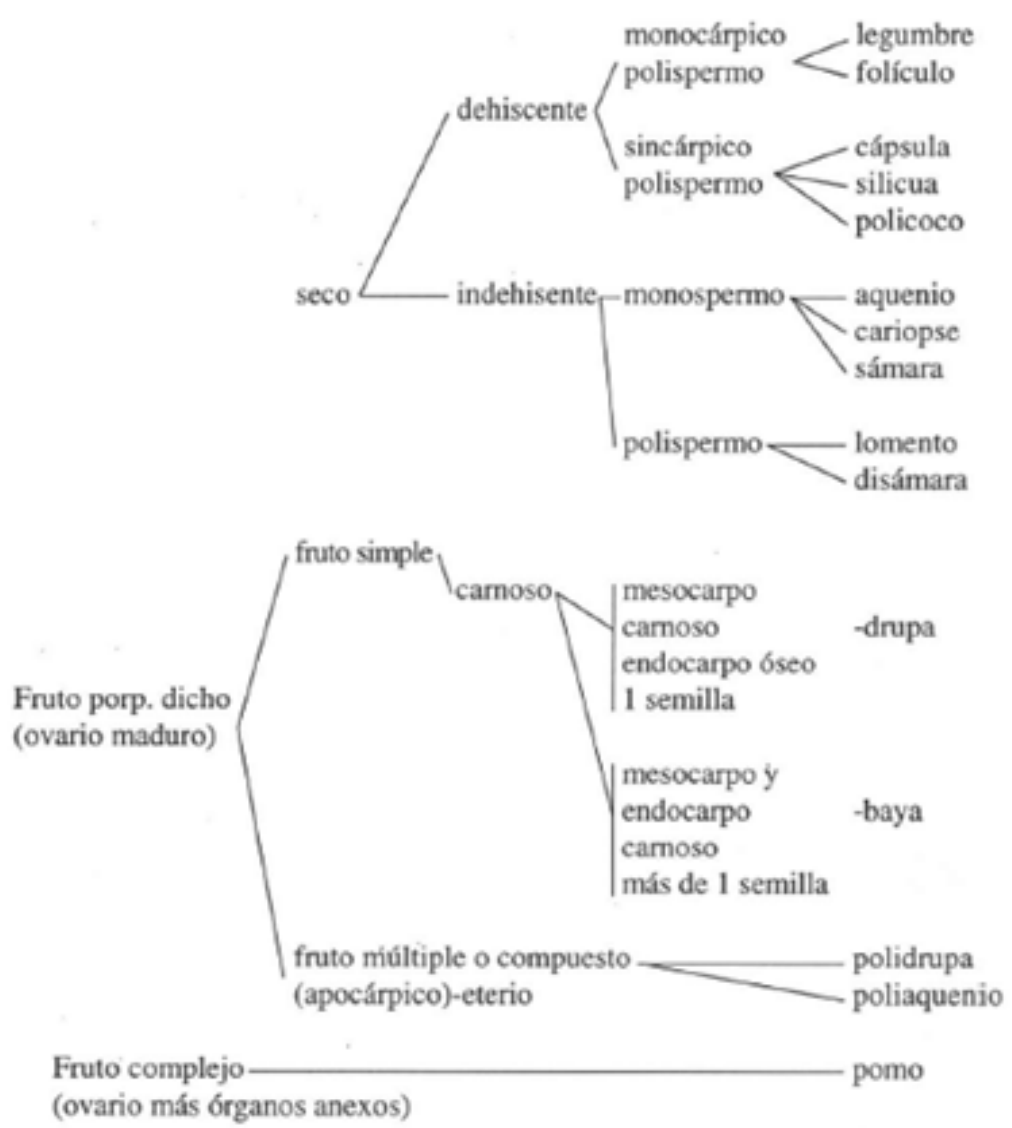 monocárpico legumbre
polispermo folículo
dehiscente
sincárpico cápsula
polispermo silicua
policoco
seco indehisente monospermo aquenio
cariopse
sámara
polispermo lomento
disámara
fruto simple
carnoso mesocarpo
carnoso -drupa
endocarpo óseo
1 semilla
Fruto porp. dicho
(ovario maduro)
mesocarpo y
endocarpo -baya
carnoso
más de 1 semilla
fruto múltiple o compuesto polidrupa
(apocárpico)-eterio poliaquenio
Fruto complejo pomo
(ovario más órganos anexos)